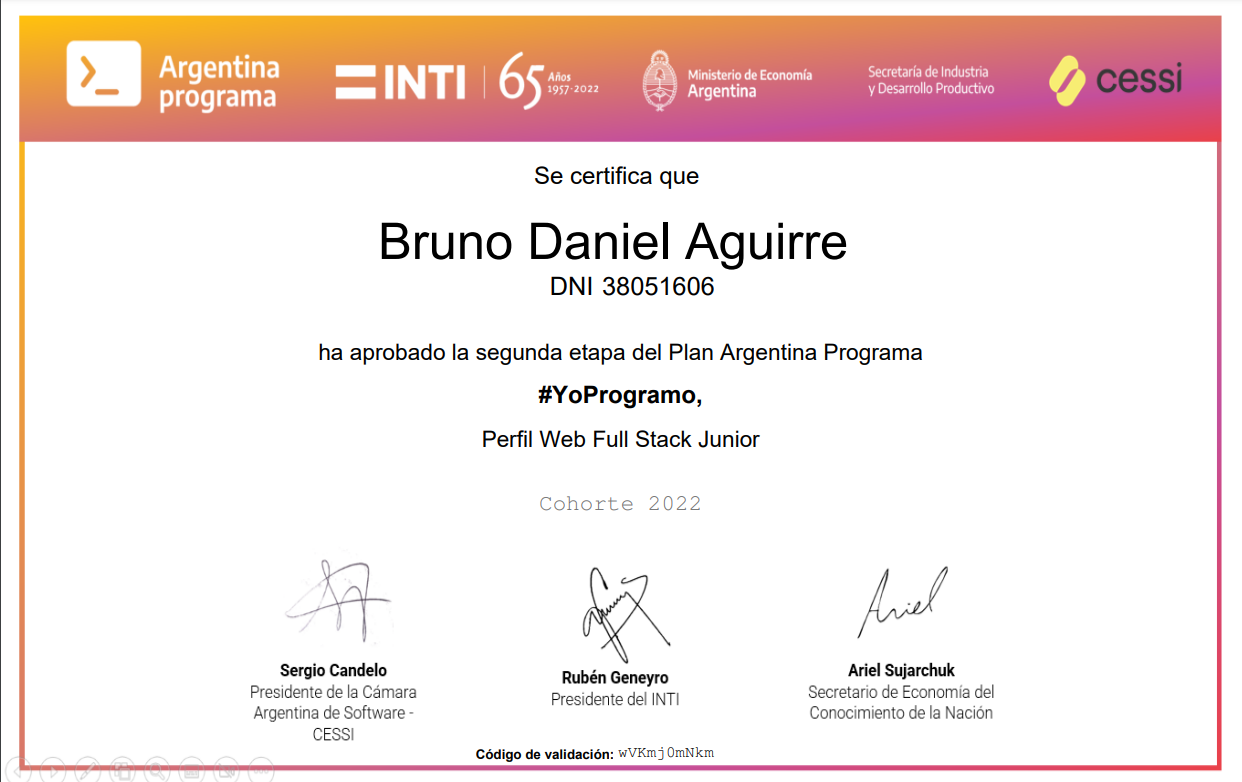 Argentina
programa
INTI
65 Años
1957-2022
Ministerio de Economía
Argentina
Secretaría de Industria
y Desarrollo Productivo
cessi
Se certifica que
Bruno Daniel Aguirre
DNI 38051606
ha aprobado la segunda etapa del Plan Argentina Programa
#YoProgramo,
Perfil Web Full Stack Junior
Cohorte 2022
Ariel
Sergio Candelo
Presidente de la Cámara
Argentina de Software -
CESSI
Rubén Geneyro
Presidente del INTI
Ariel Sujarchuk
Secretario de Economía del
Conocimiento de la Nación
Código de validación: wVKmj0mNkm